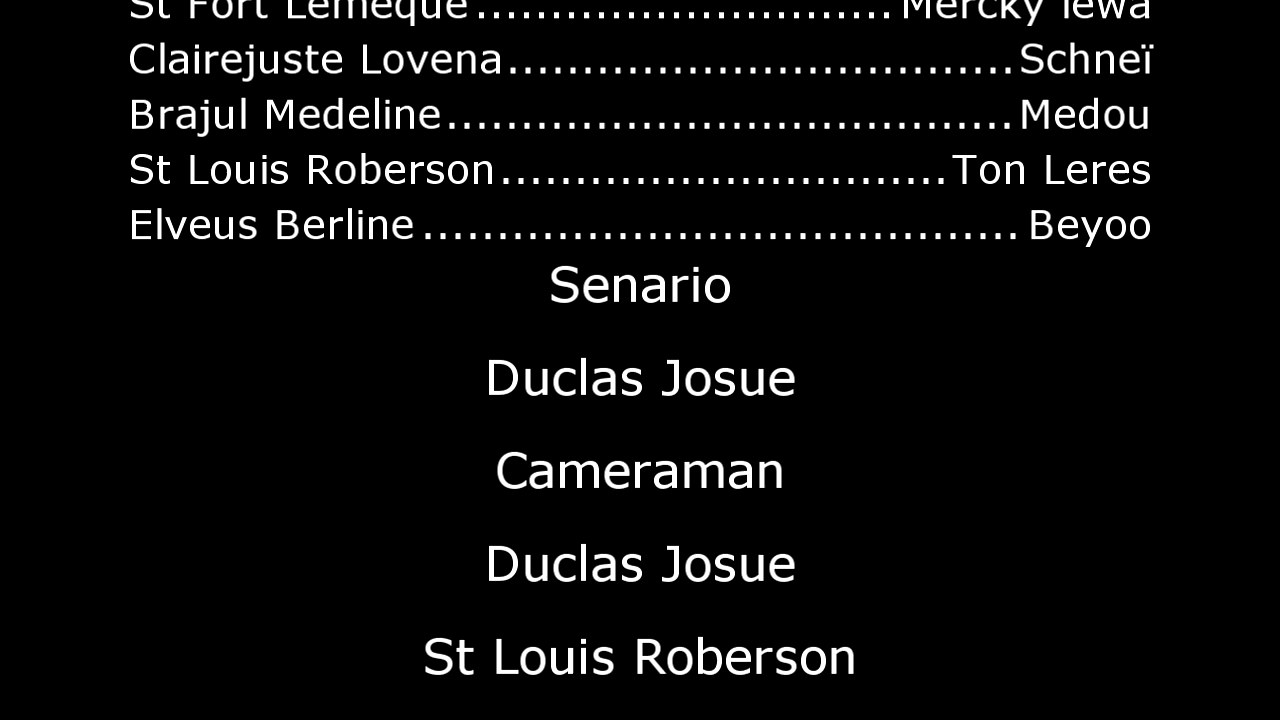 St Fort Lemeque............................Mercky lewa
Clairejuste Lovena..................................Schneï
Brajul Medeline......................................Medou
St Louis Roberson..............................Ton Leres
Elveus Berline........................................Beyoo
Senario
Duclas Josue
Cameraman
Duclas Josue
St Louis Roberson